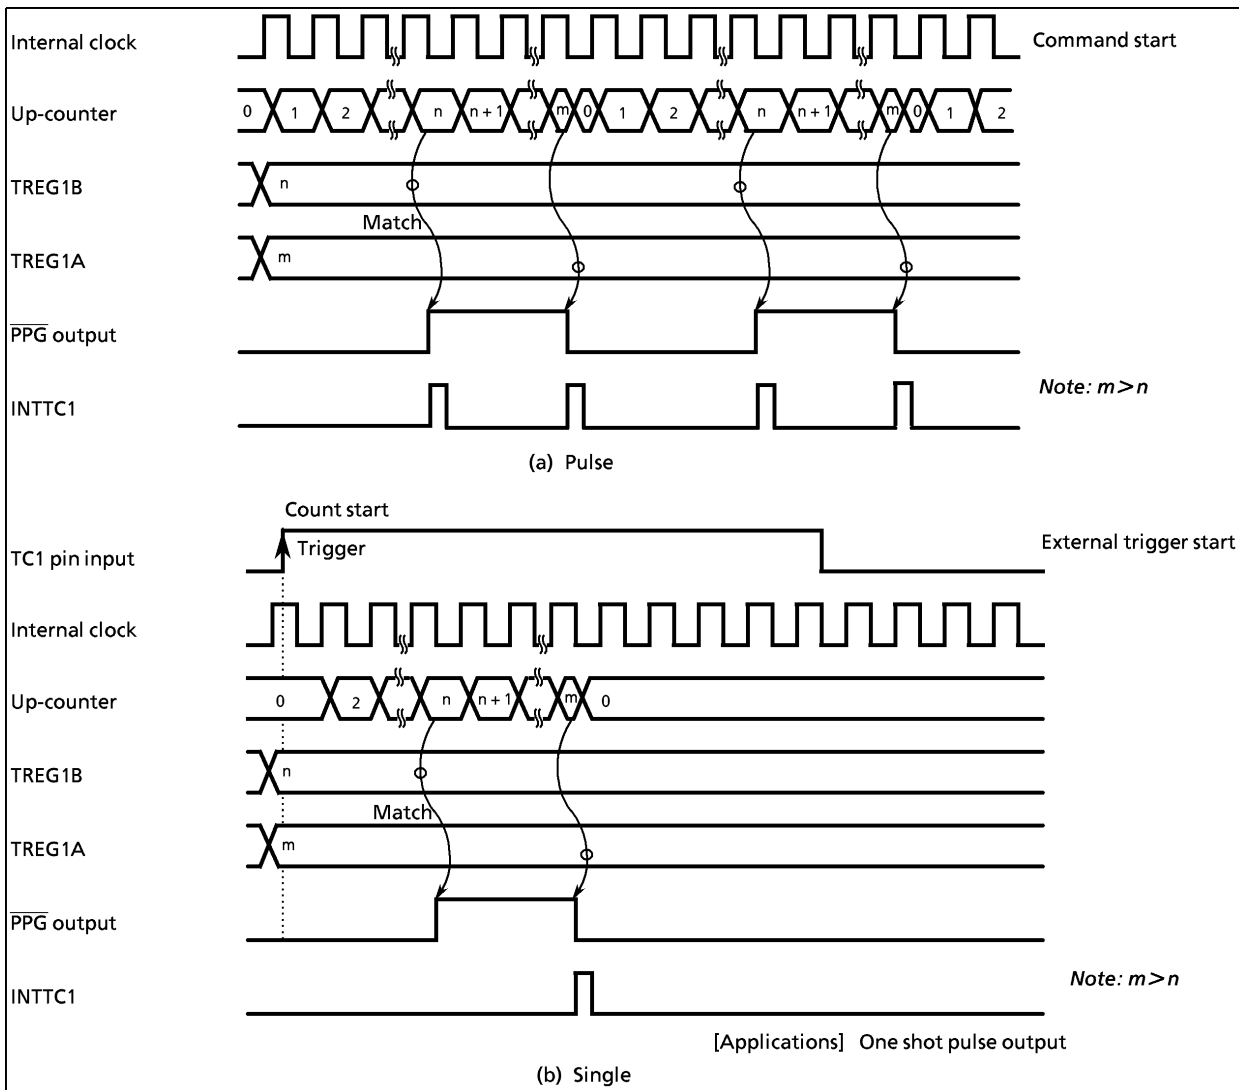 Internal clock
Command start
Up-counter 0 1 2 n n + 1 m 0 1 2 n n + 1 m 0 1 2
TREG1B n
Match
TREG1A m
PPG output
Note: m>n
INTTC1
(a) Pulse
Count start
Trigger
TC1 pin input
External trigger start
Internal clock
Up-counter 0 2 n n + 1 m 0
TREG1B n
Match
TREG1A m
PPG output
Note: m>n
INTTC1
[Applications] One shot pulse output
(b) Single